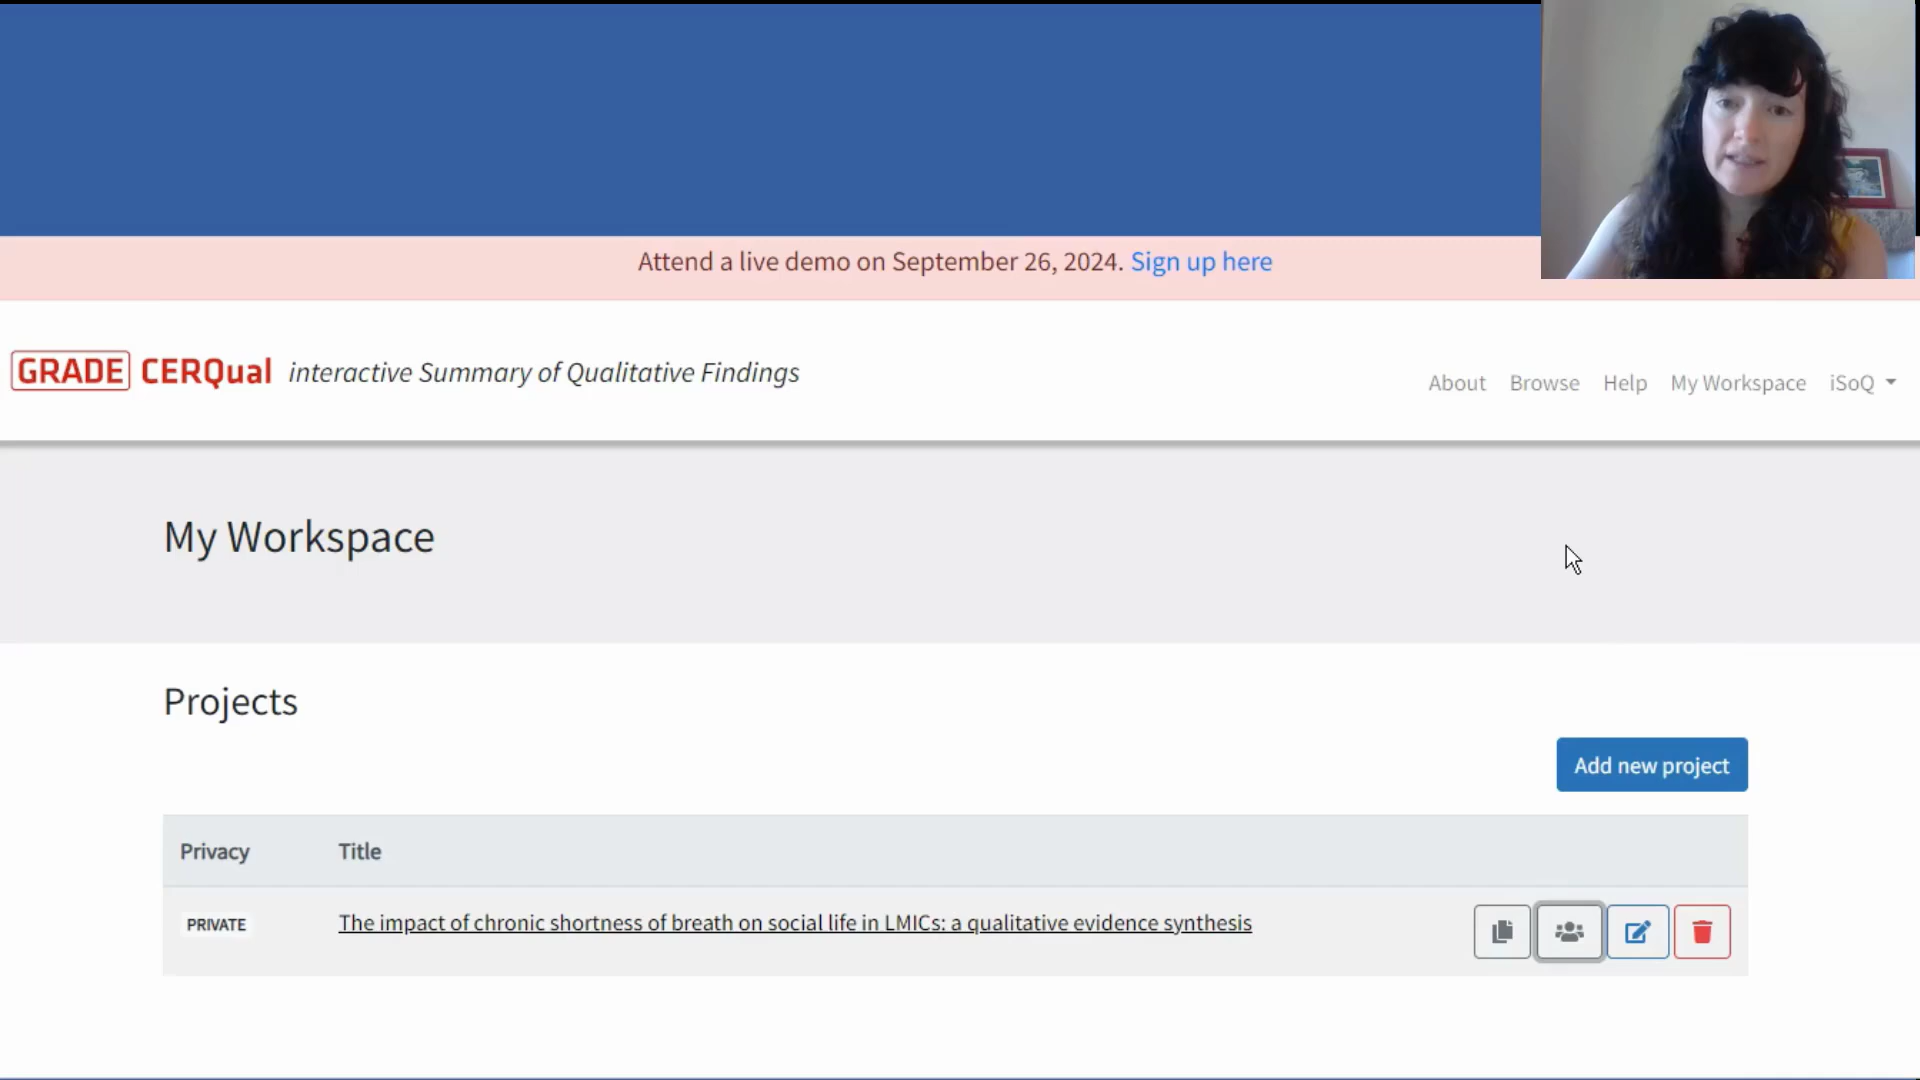 Attend a live demo on September 26, 2024. Sign up here
GRADE CERQual interactive Summary of Qualitative Findings
About Browse Help My Workspace iSoQ
My Workspace
Projects
Add new project
Privacy Title
PRIVATE The impact of chronic shortness of breath on social life in LMICs: a qualitative evidence synthesis